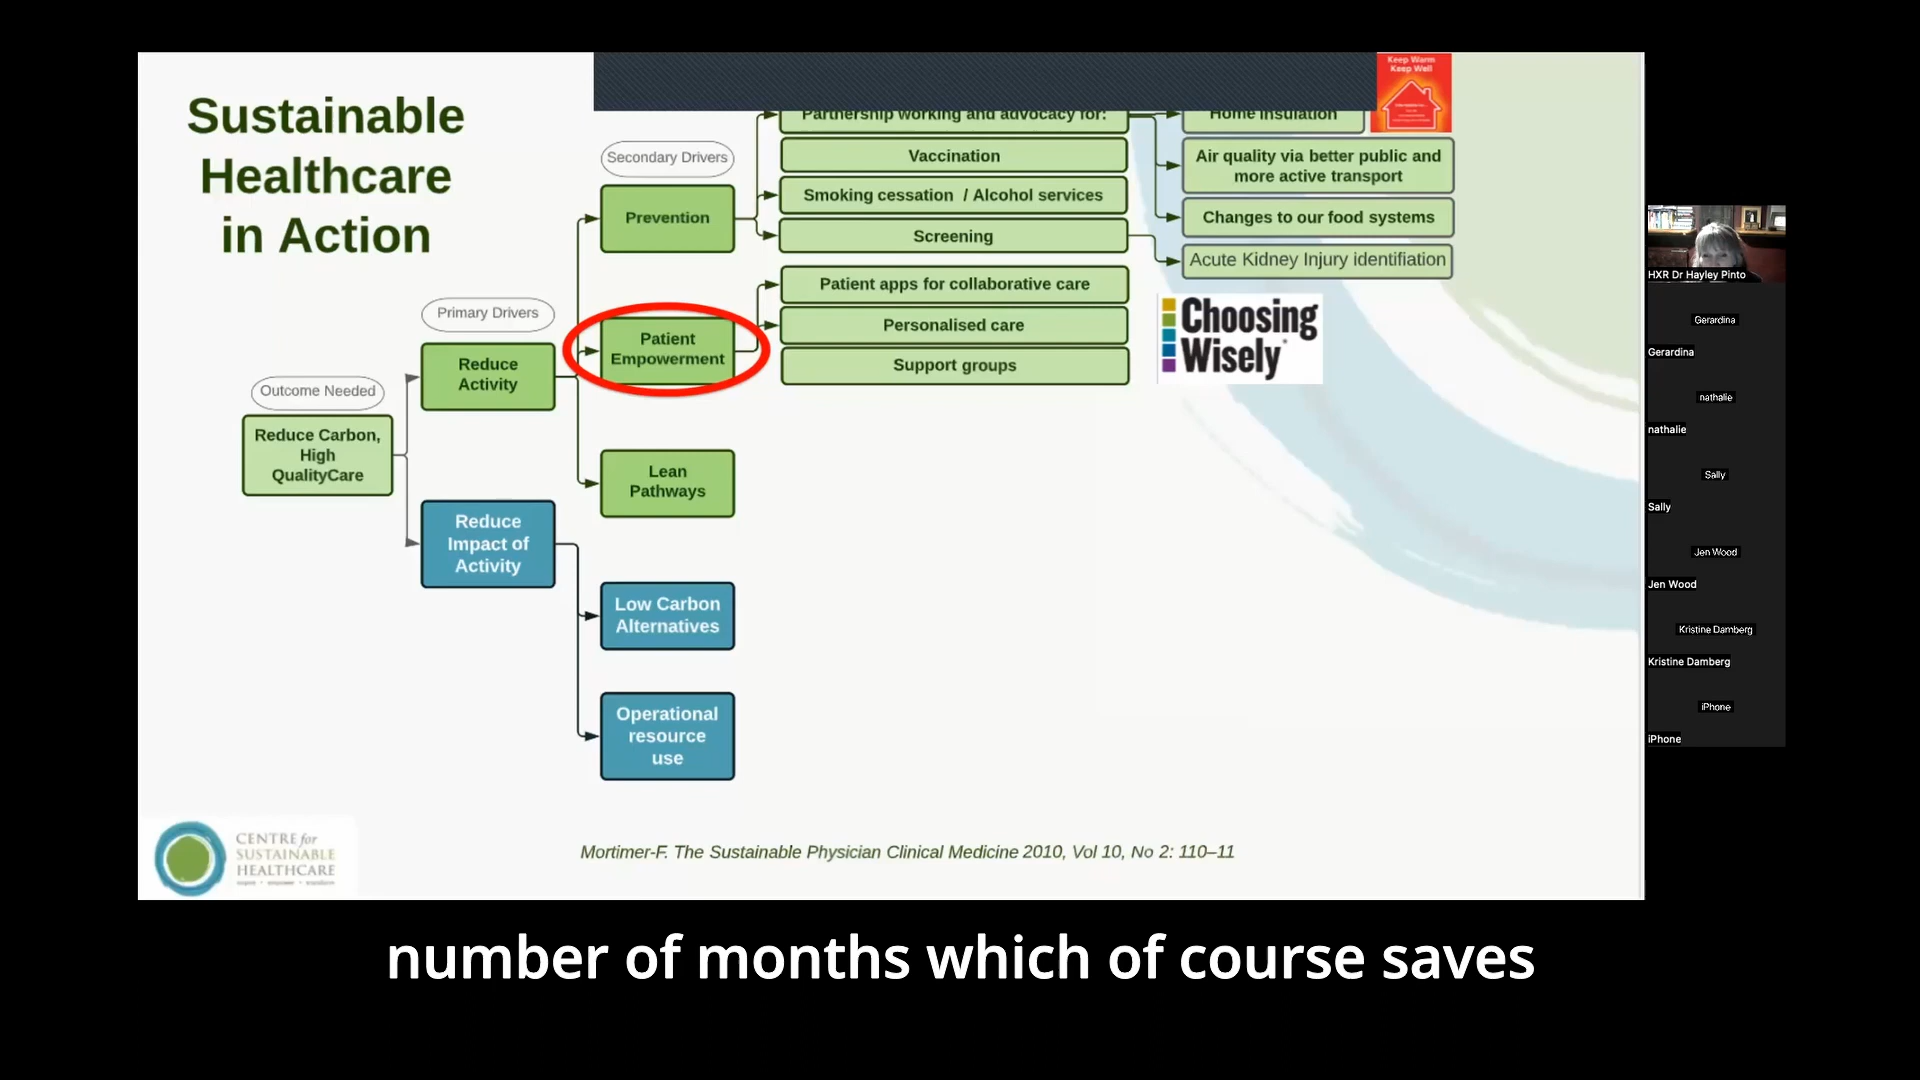 Sustainable
Healthcare
in Action
Keep Warm
Keep Well
Partnership working and advocacy for:
Home insulation
Secondary Drivers
Vaccination
Air quality via better public and
more active transport
Prevention
Smoking cessation / Alcohol services
Changes to our food systems
Screening
Acute Kidney Injury identifiation
Patient apps for collaborative care
Primary Drivers
Patient
Empowerment
Personalised care
Choosing
Wisely
Reduce
Activity
Support groups
Outcome Needed
Reduce Carbon,
High
QualityCare
Lean
Pathways
Reduce
Impact of
Activity
Low Carbon
Alternatives
Operational
resource
use
CENTRE for
SUSTAINABLE
HEALTHCARE
Mortimer-F. The Sustainable Physician Clinical Medicine 2010, Vol 10, No 2: 110–11
HXR Dr Hayley Pinto
Gerardina
Gerardina
nathalie
nathalie
Sally
Sally
Jen Wood
Jen Wood
Kristine Damberg
Kristine Damberg
iPhone
iPhone
number of months which of course saves